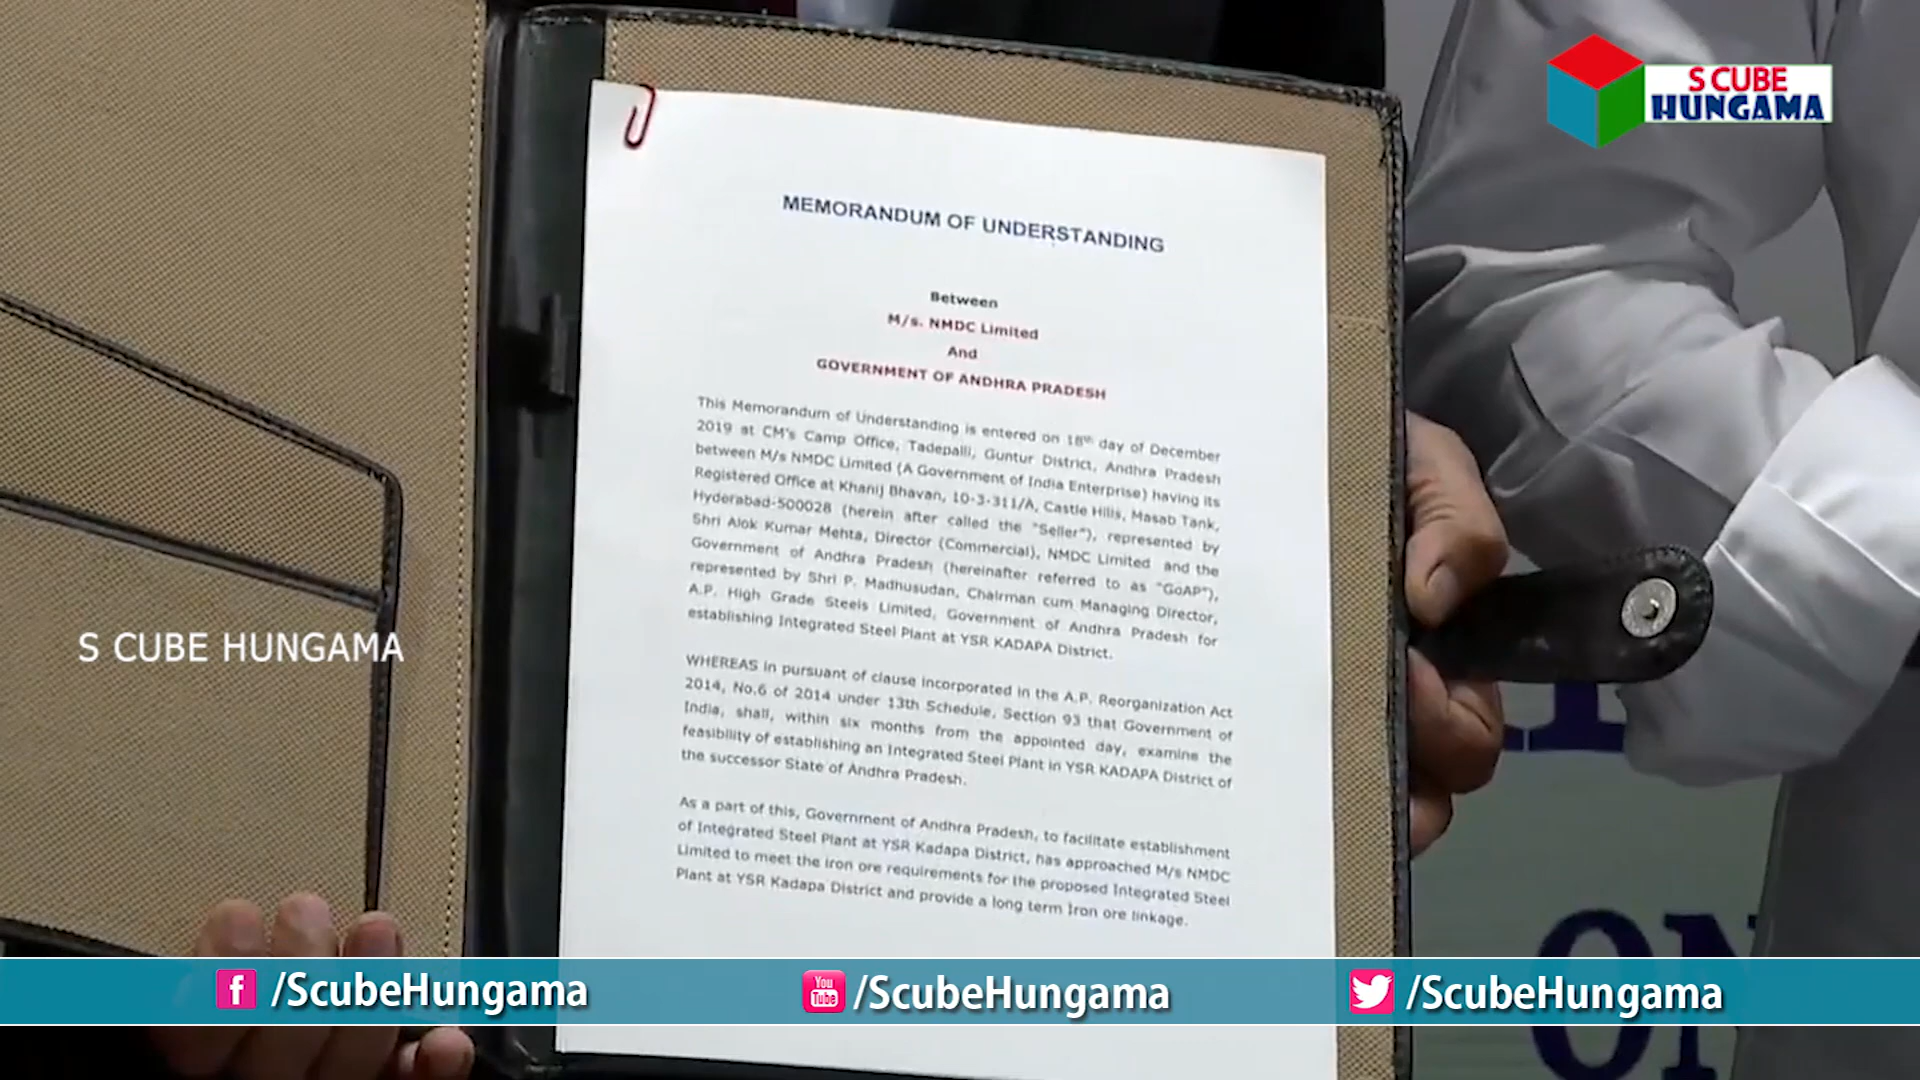 S CUBE
HUNGAMA
MEMORANDUM OF UNDERSTANDING
Between
M/s. NMDC Limited
And
GOVERNMENT OF ANDHRA PRADESH
This Memorandum of Understanding is entered on 18th day of December
2019 at CM's Camp Office, Tadepalli, Guntur District, Andhra Pradesh
between M/s NMDC Limited (A Government of India Enterprise) having its
Registered Office at Khanij Bhavan, 10-3-311/A, Castle Hills, Masab Tank,
Hyderabad-500028 (herein after called the "Seller"), represented by
Shri Alok Kumar Mehta, Director (Commercial), NMDC Limited and the
Government of Andhra Pradesh (hereinafter referred to as "GoAP"),
represented by Shri P. Madhusudan, Chairman cum Managing Director,
A.P. High Grade Steels Limited, Government of Andhra Pradesh for
establishing Integrated Steel Plant at YSR KADAPA District.
WHEREAS in pursuant of clause incorporated in the A.P. Reorganization Act
2014, No.6 of 2014 under 13th Schedule, Section 93 that Government of
India, shall, within six months from the appointed day, examine the
feasibility of establishing an Integrated Steel Plant in YSR KADAPA District of
the successor State of Andhra Pradesh.
As a part of this, Government of Andhra Pradesh, to facilitate establishment
of Integrated Steel Plant at YSR Kadapa District, has approached M/s NMDC
Limited to meet the iron ore requirements for the proposed Integrated Steel
Plant at YSR Kadapa District and provide a long term Iron ore linkage.
S CUBE HUNGAMA
/ScubeHungama
You
Tube
/ScubeHungama
/ScubeHungama